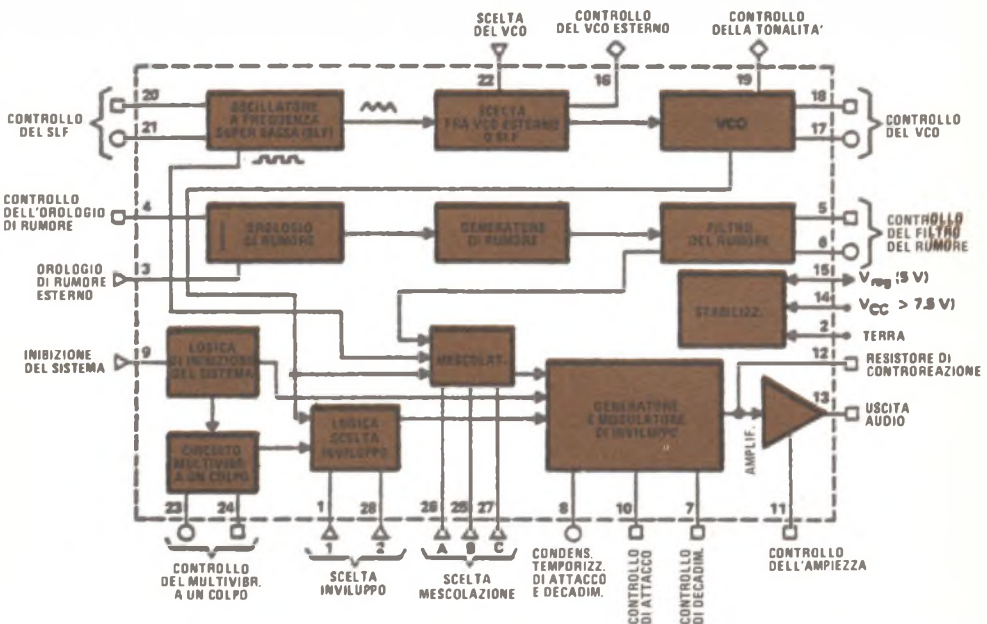 SCELTA
DEL VCO
CONTROLLO
DEL VCO ESTERNO
CONTROLLO
DELLA TONALITA'
22
16
19
20
21
CONTROLLO
DEL SLF
OSCILLATORE
A FREQUENZA
SUPER BASSA (SLF)
SCELTA
FRA VCO ESTERNO
O SLF
VCO
18
17
CONTROLLO
DEL VCO
CONTROLLO
DELL'OROLOGIO
DI RUMORE
4
OROLOGIO
DI RUMORE
GENERATORE
DI RUMORE
FILTRO
DEL RUMORE
5
6
CONTROLLO
DEL FILTRO
DEL RUMORE
OROLOGIO
DI RUMORE
ESTERNO
3
STABILIZZ.
15
Vreg (5 V)
14
VCC > 7.5 V)
2
TERRA
INIBIZIONE
DEL SISTEMA
9
LOGICA
DI INIBIZIONE
DEL SISTEMA
MESCOLAT.
12
RESISTORE DI
CONTROREAZIONE
CIRCUITO
MULTIVIBR.
A UN COLPO
LOGICA
SCELTA
INVILUPPO
GENERATORE
E MODULATORE
DI INVILUPPO
AMPLIF.
13
USCITA
AUDIO
23
24
1
28
26
25
27
8
10
7
11
1
2
A
B
C
CONTROLLO
DEL MULTIVIBR.
A UN COLPO
SCELTA
INVILUPPO
SCELTA
MESCOLAZIONE
CONDENS.
TEMPORIZZ.
DI ATTACCO
E DECADIM.
CONTROLLO
DI ATTACCO
CONTROLLO
DI DECADIM.
CONTROLLO
DELL'AMPIEZZA